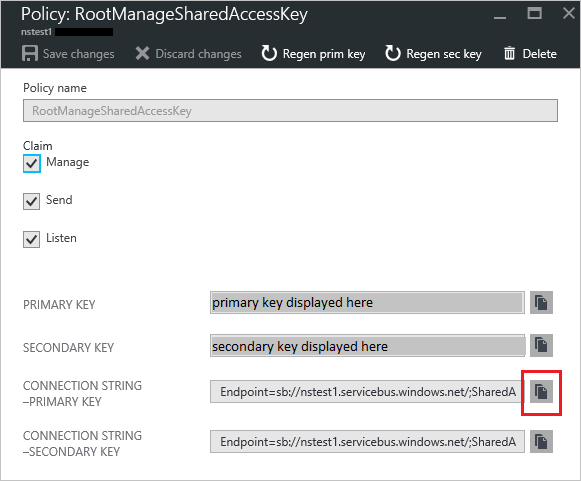 Policy: RootManageSharedAccessKey
nstest1
Save changes Discard changes Regen prim key Regen sec key Delete
Policy name
RootManageSharedAccessKey
Claim
Manage
Send
Listen
PRIMARY KEY primary key displayed here
SECONDARY KEY secondary key displayed here
CONNECTION STRING
–PRIMARY KEY Endpoint=sb://nstest1.servicebus.windows.net/;SharedA
CONNECTION STRING
–SECONDARY KEY Endpoint=sb://nstest1.servicebus.windows.net/;SharedA